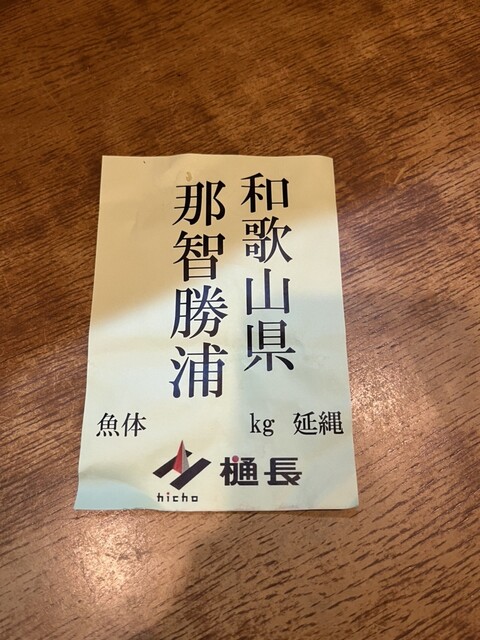 和歌山県
那智勝浦
魚体 kg 延縄
hicho 樋長